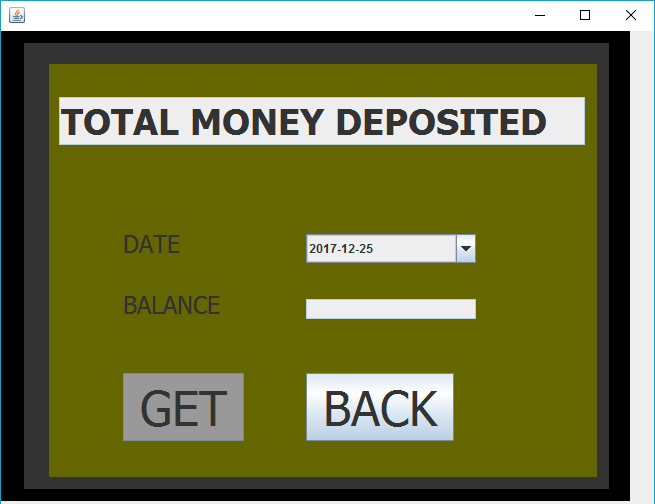 TOTAL MONEY DEPOSITED
DATE
2017-12-25
BALANCE
GET
BACK